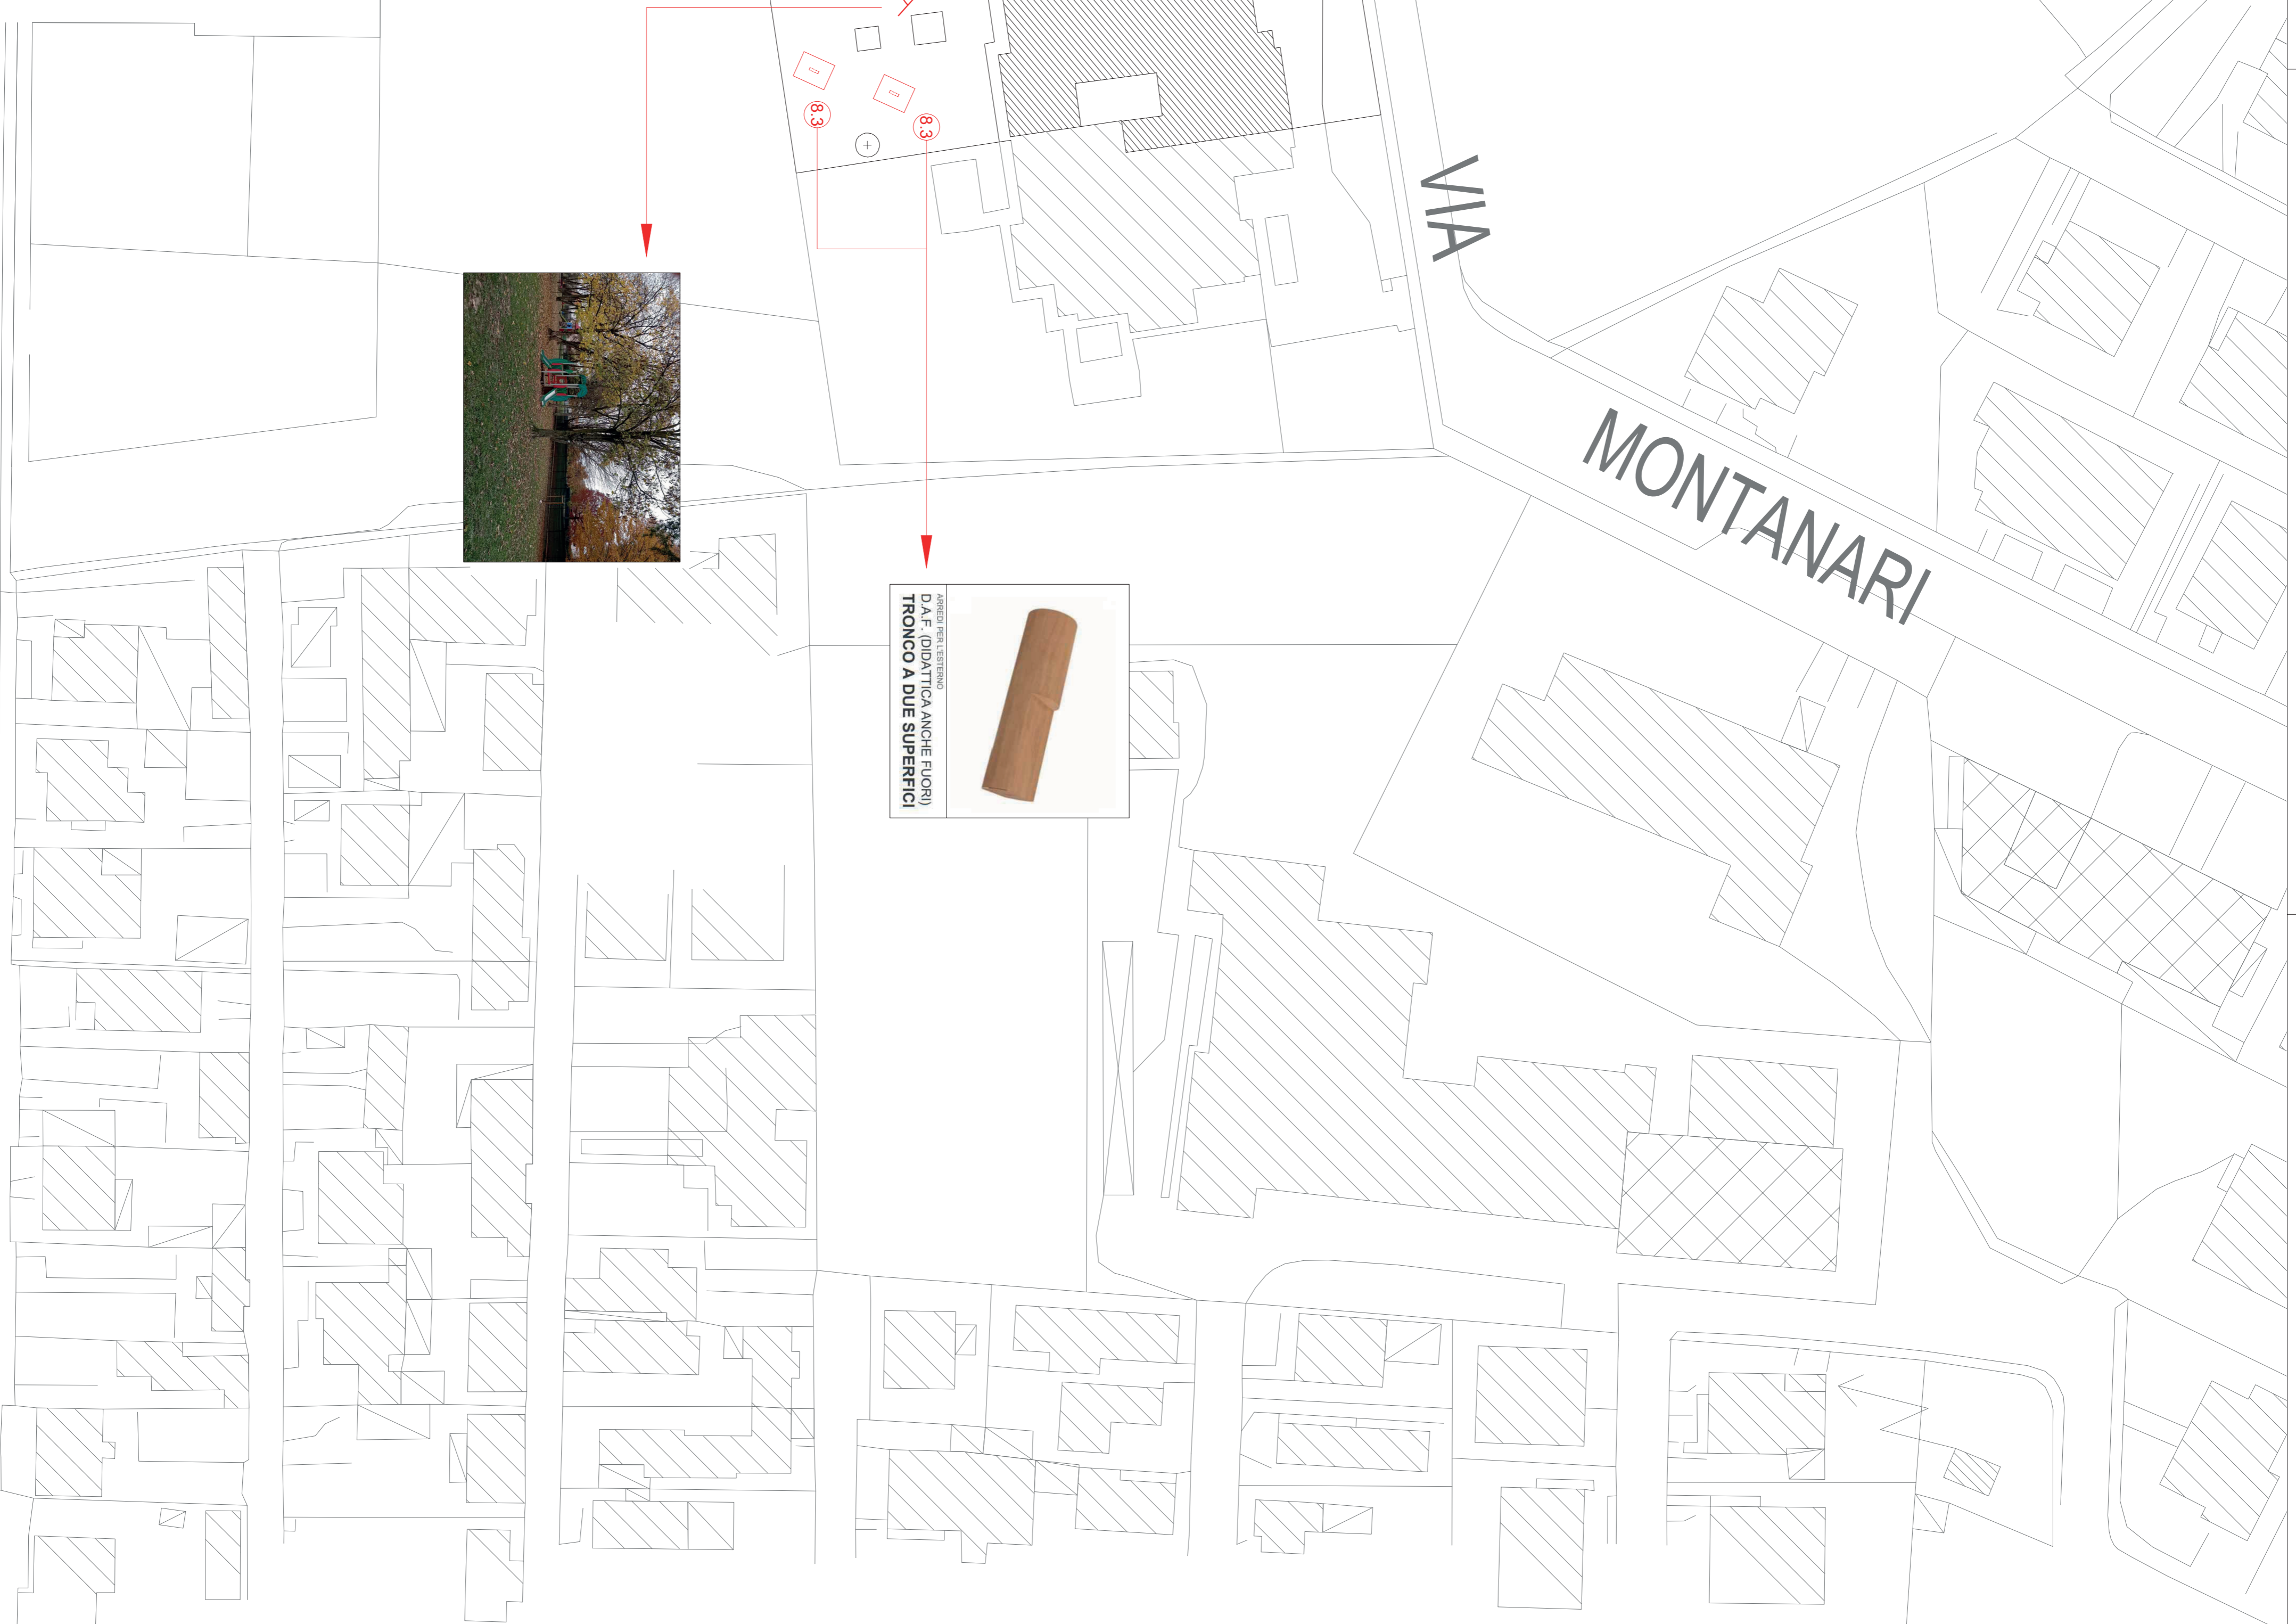 VIA
MONTANARI
8.3
8.3
ARREDI PER L'ESTERNO
D.A.F. (DIDATTICA ANCHE FUORI)
TRONCO A DUE SUPERFICI